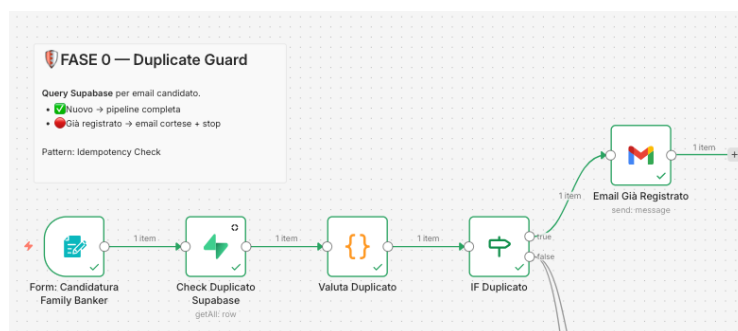 FASE 0 — Duplicate Guard
Query Supabase per email candidato.
Nuovo → pipeline completa
Già registrato → email cortese + stop
Pattern: Idempotency Check
1 item
Email Già Registrato
send: message
1 item
1 item
1 item
1 item
true
false
Form: Candidatura
Family Banker
Check Duplicato
Supabase
getAll: row
Valuta Duplicato
IF Duplicato